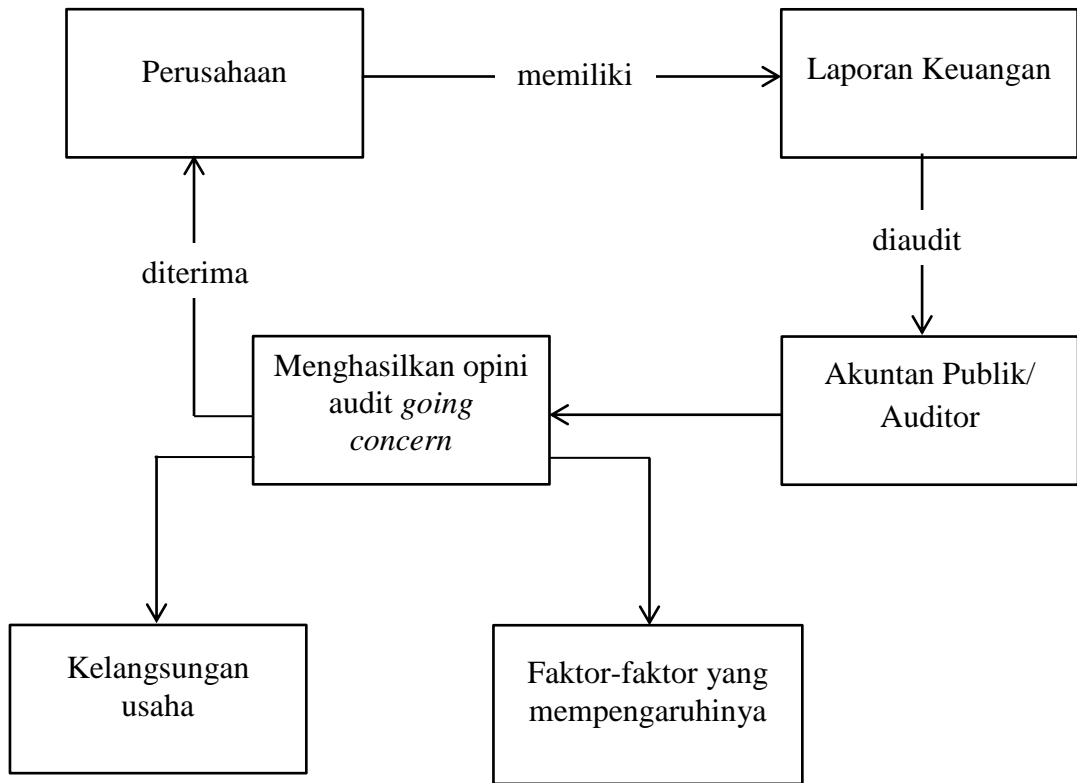 Perusahaan
memiliki
Laporan Keuangan
diaudit
diterima
Menghasilkan opini
audit going
concern
Akuntan Publik/
Auditor
Kelangsungan
usaha
Faktor-faktor yang
mempengaruhinya